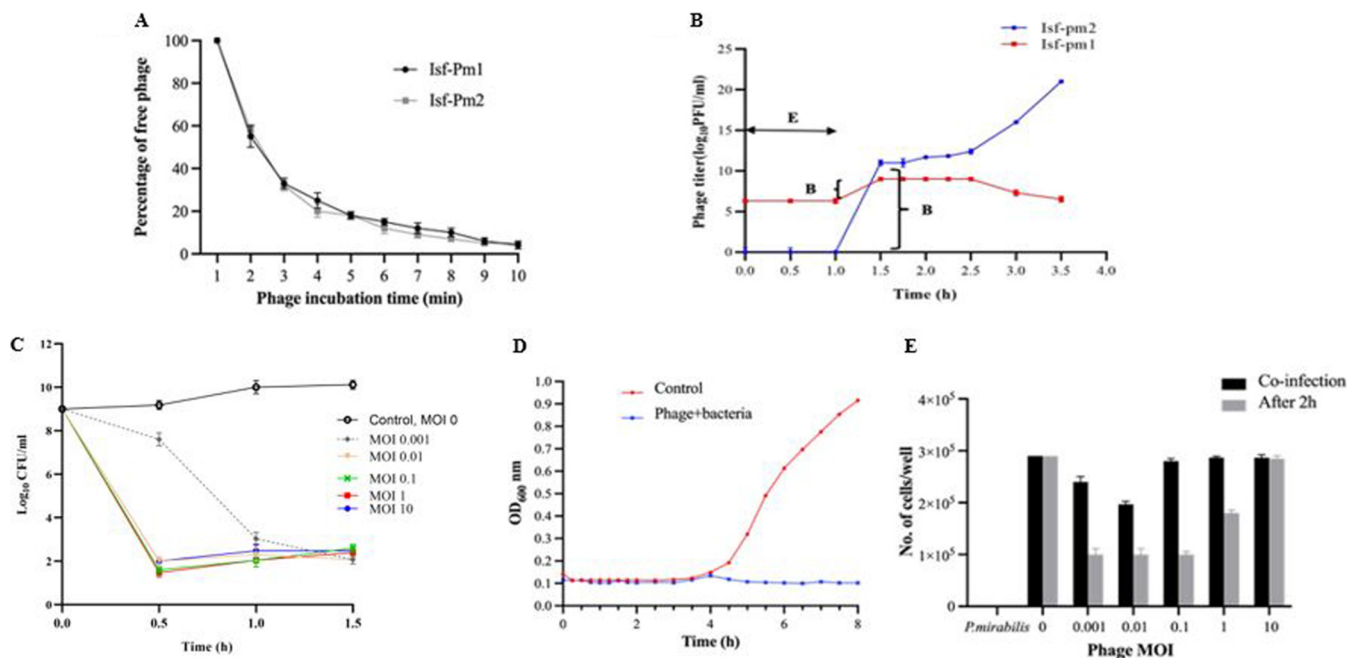 A
100
80
60
40
20
0
Percentage of free phage
Isf-Pm1
Isf-Pm2
1 2 3 4 5 6 7 8 9 10
Phage incubation time (min)
B
Isf-pm2
Isf-pm1
25
20
15
10
5
0
Phage titer(log10PFU/ml)
E
B
B
0.0 0.5 1.0 1.5 2.0 2.5 3.0 3.5 4.0
Time (h)
C
12
10
8
6
4
2
0
Log10 CFU/ml
Control, MOI 0
MOI 0.001
MOI 0.01
MOI 0.1
MOI 1
MOI 10
0.0 0.5 1.0 1.5
Time (h)
D
1.0
0.9
0.8
0.7
0.6
0.5
0.4
0.3
0.2
0.1
0.0
OD600 nm
Control
Phage+bacteria
0 2 4 6 8
Time (h)
E
Co-infection
After 2h
4×10⁵
3×10⁵
2×10⁵
1×10⁵
0
No. of cells/well
P.mirabilis 0 0.001 0.01 0.1 1 10
Phage MOI